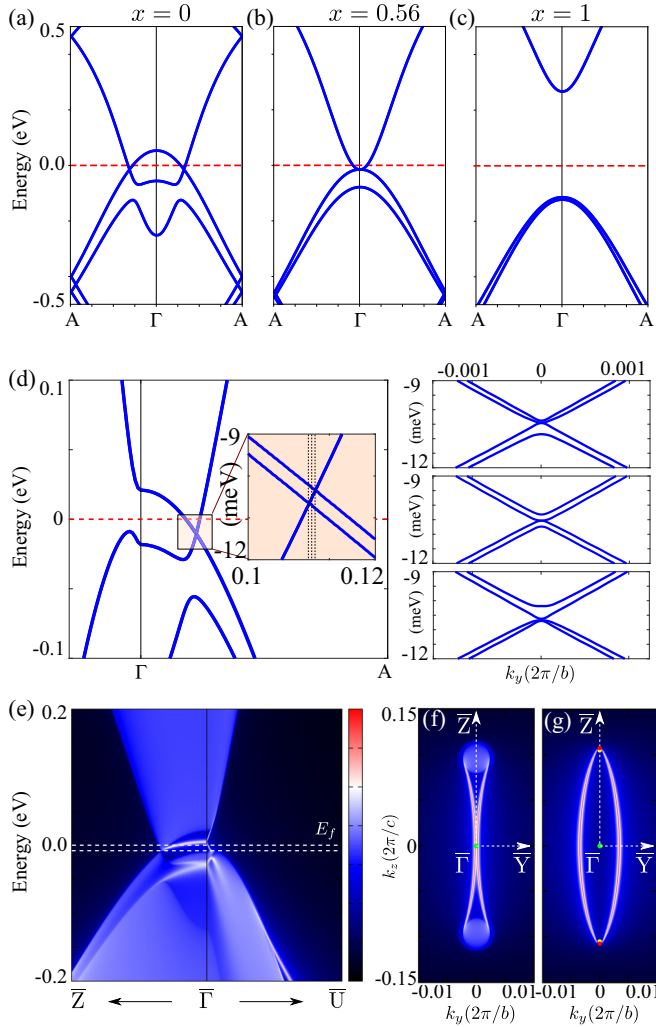 (a) x = 0 (b) x = 0.56 (c) x = 1
0.5
0.0
-0.5
Energy (eV)
A Γ A A Γ A A Γ A
(d)
0.1
0
-0.1
Energy (eV)
Γ A
-9
(meV)
-12
0.1 0.12
-0.001 0 0.001
-9
(meV)
-12
-9
(meV)
-12
-9
(meV)
-12
k_y(2π/b)
(e)
0.2
0.0
-0.2
Energy (eV)
E_f
Z̅ Γ̅ U̅
(f) (g)
0.15
0
-0.15
k_z(2π/c)
Z̅ Z̅
Γ̅ Y̅ Γ̅ Y̅
-0.01 0 0.01 -0.01 0 0.01
k_y(2π/b) k_y(2π/b)